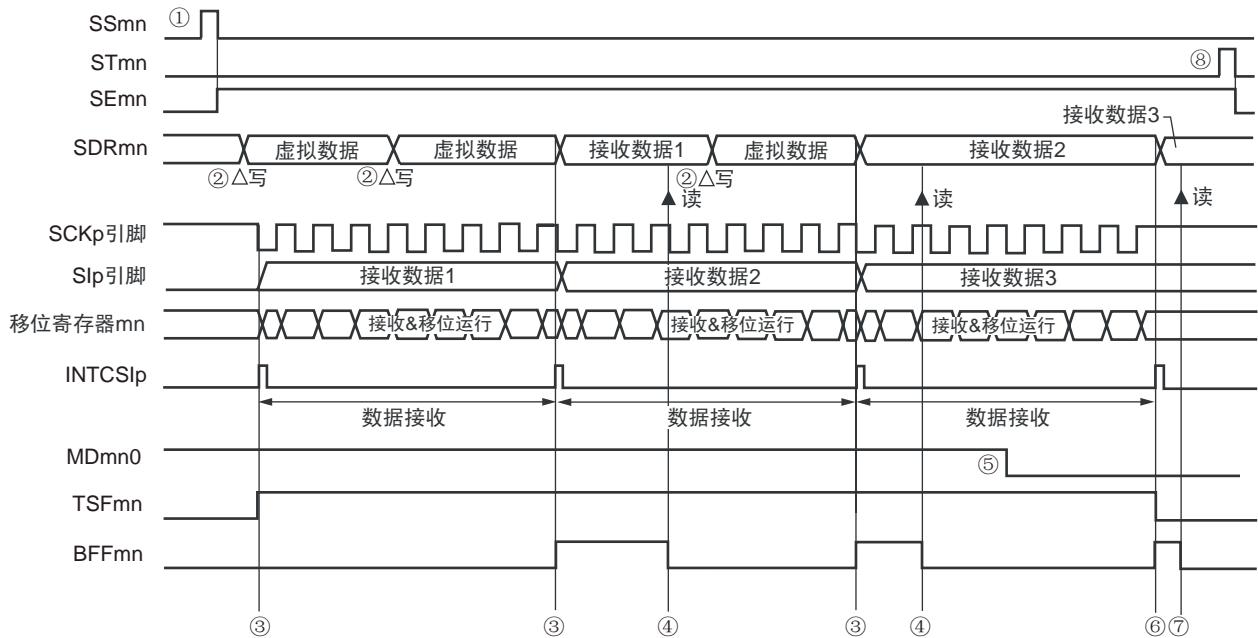 ① SSmn
STmn ⑧
SEmn
接收数据3
SDRmn 虚拟数据 虚拟数据 接收数据1 虚拟数据 接收数据2
②△写 ②△写 ②△写
▲读 ▲读 ▲读
SCKp引脚
SIp引脚 接收数据1 接收数据2 接收数据3
移位寄存器mn 接收&移位运行 接收&移位运行 接收&移位运行
INTCSIp
数据接收 数据接收 数据接收
MDmn0 ⑤
TSFmn
BFFmn
③ ③ ④ ③ ④ ⑥⑦